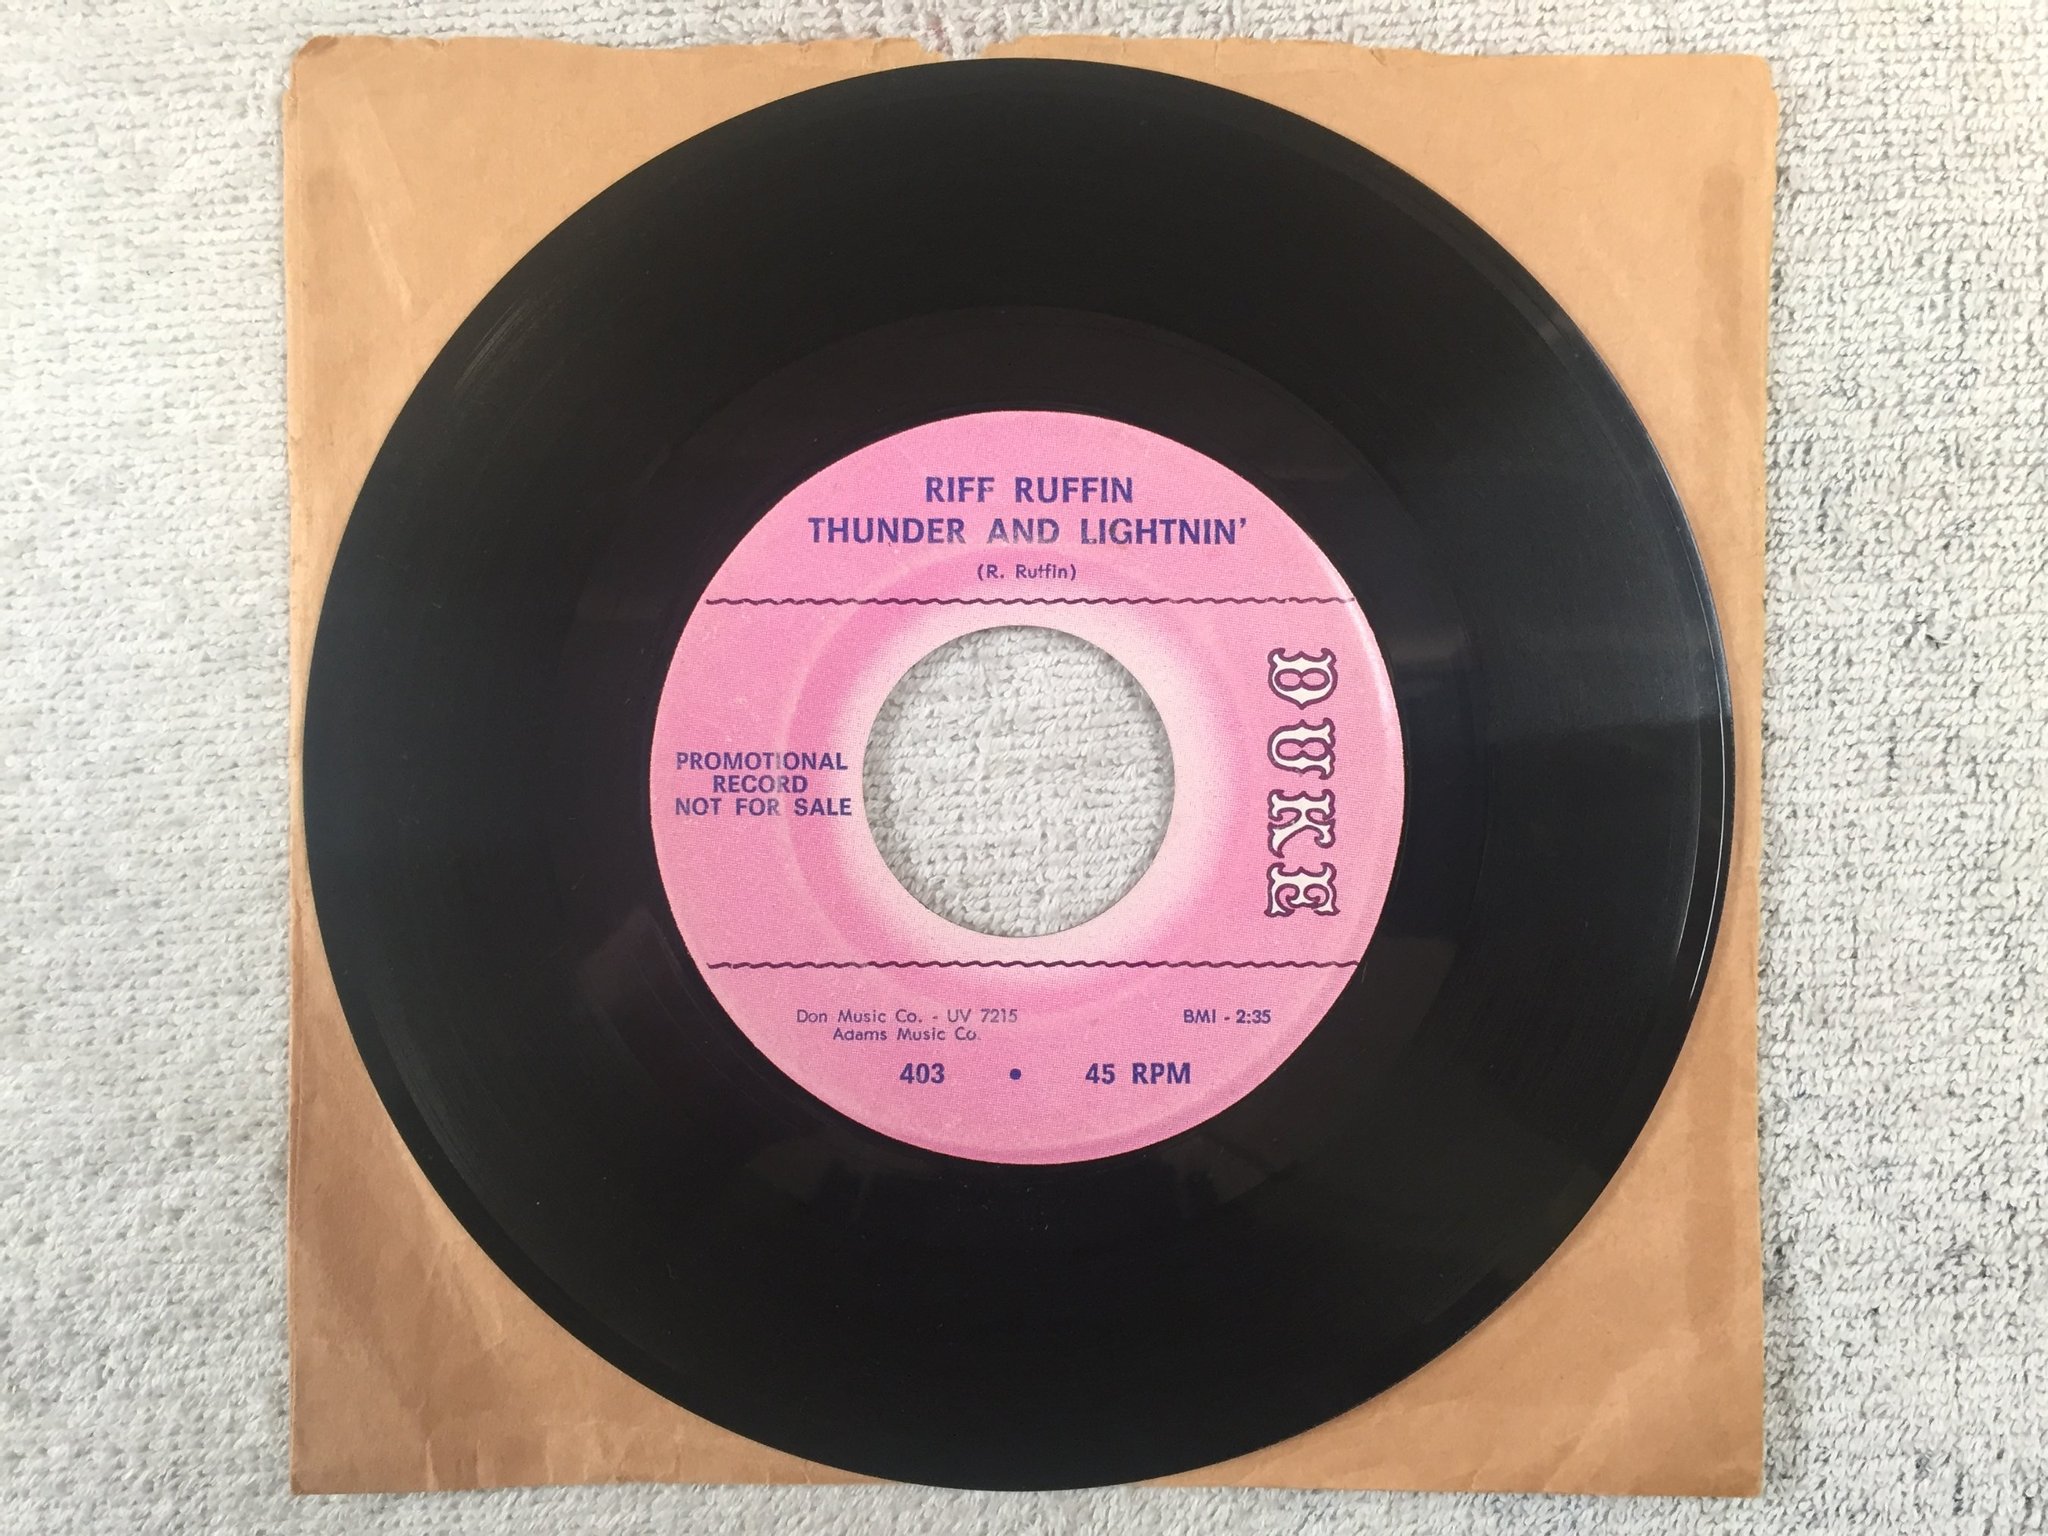 RIFF RUFFIN
THUNDER AND LIGHTNIN'
(R. Ruffin)
PROMOTIONAL
RECORD
NOT FOR SALE
DUKE
Don Music Co. - UV 7215
Adams Music Co.
BMI - 2:35
403 • 45 RPM